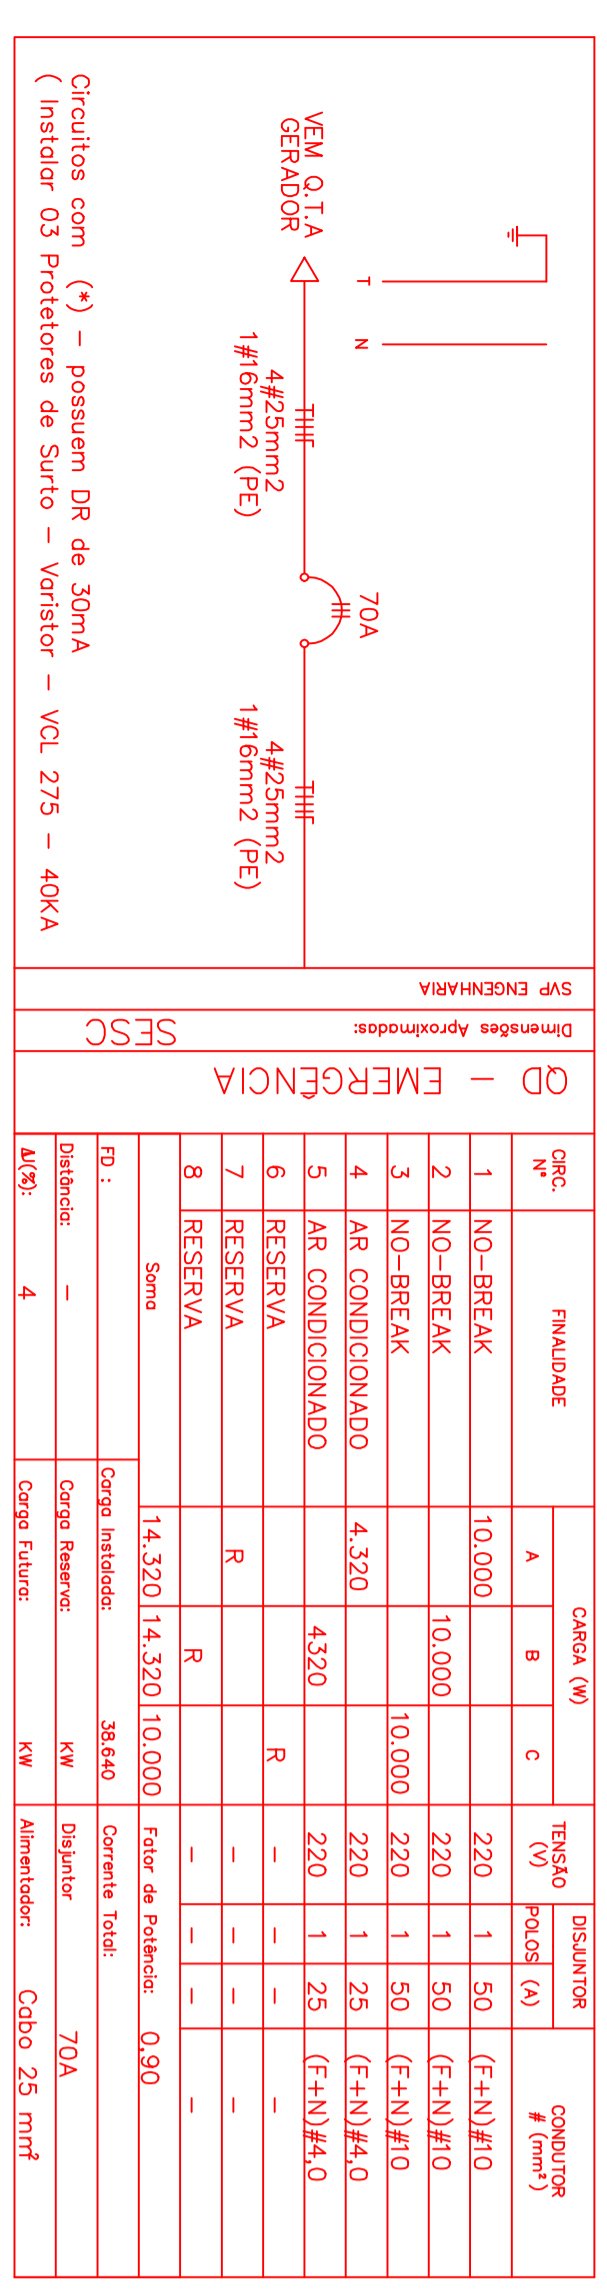 VEM Q.T.A
GERADOR
T
N
4#25mm2
1#16mm2 (PE)
70A
4#25mm2
1#16mm2 (PE)
Circuitos com (*) – possuem DR de 30mA
( Instalar 03 Protetores de Surto – Varistor – VCL 275 – 40KA
SVP ENGENHARIA
Dimensões Aproximadas:
SESC
QD – EMERGÊNCIA
CIRC. N° FINALIDADE CARGA (W) TENSÃO (V) DISJUNTOR CONDUTOR # (mm²)
A B C POLOS (A)
1 NO–BREAK 10.000 220 1 50 (F+N)#10
2 NO–BREAK 10.000 220 1 50 (F+N)#10
3 NO–BREAK 10.000 220 1 50 (F+N)#10
4 AR CONDICIONADO 4.320 220 1 25 (F+N)#4,0
5 AR CONDICIONADO 4.320 220 1 25 (F+N)#4,0
6 RESERVA R – – – –
7 RESERVA R – – – –
8 RESERVA R – – – –
Soma 14.320 14.320 10.000 Fator de Potência: 0,90
FD : Carga Instalada: 38.640 Corrente Total:
Distância: – Carga Reserva: KW Disjuntor 70A
ΔU(%): 4 Carga Futura: KW Alimentador: Cabo 25 mm²